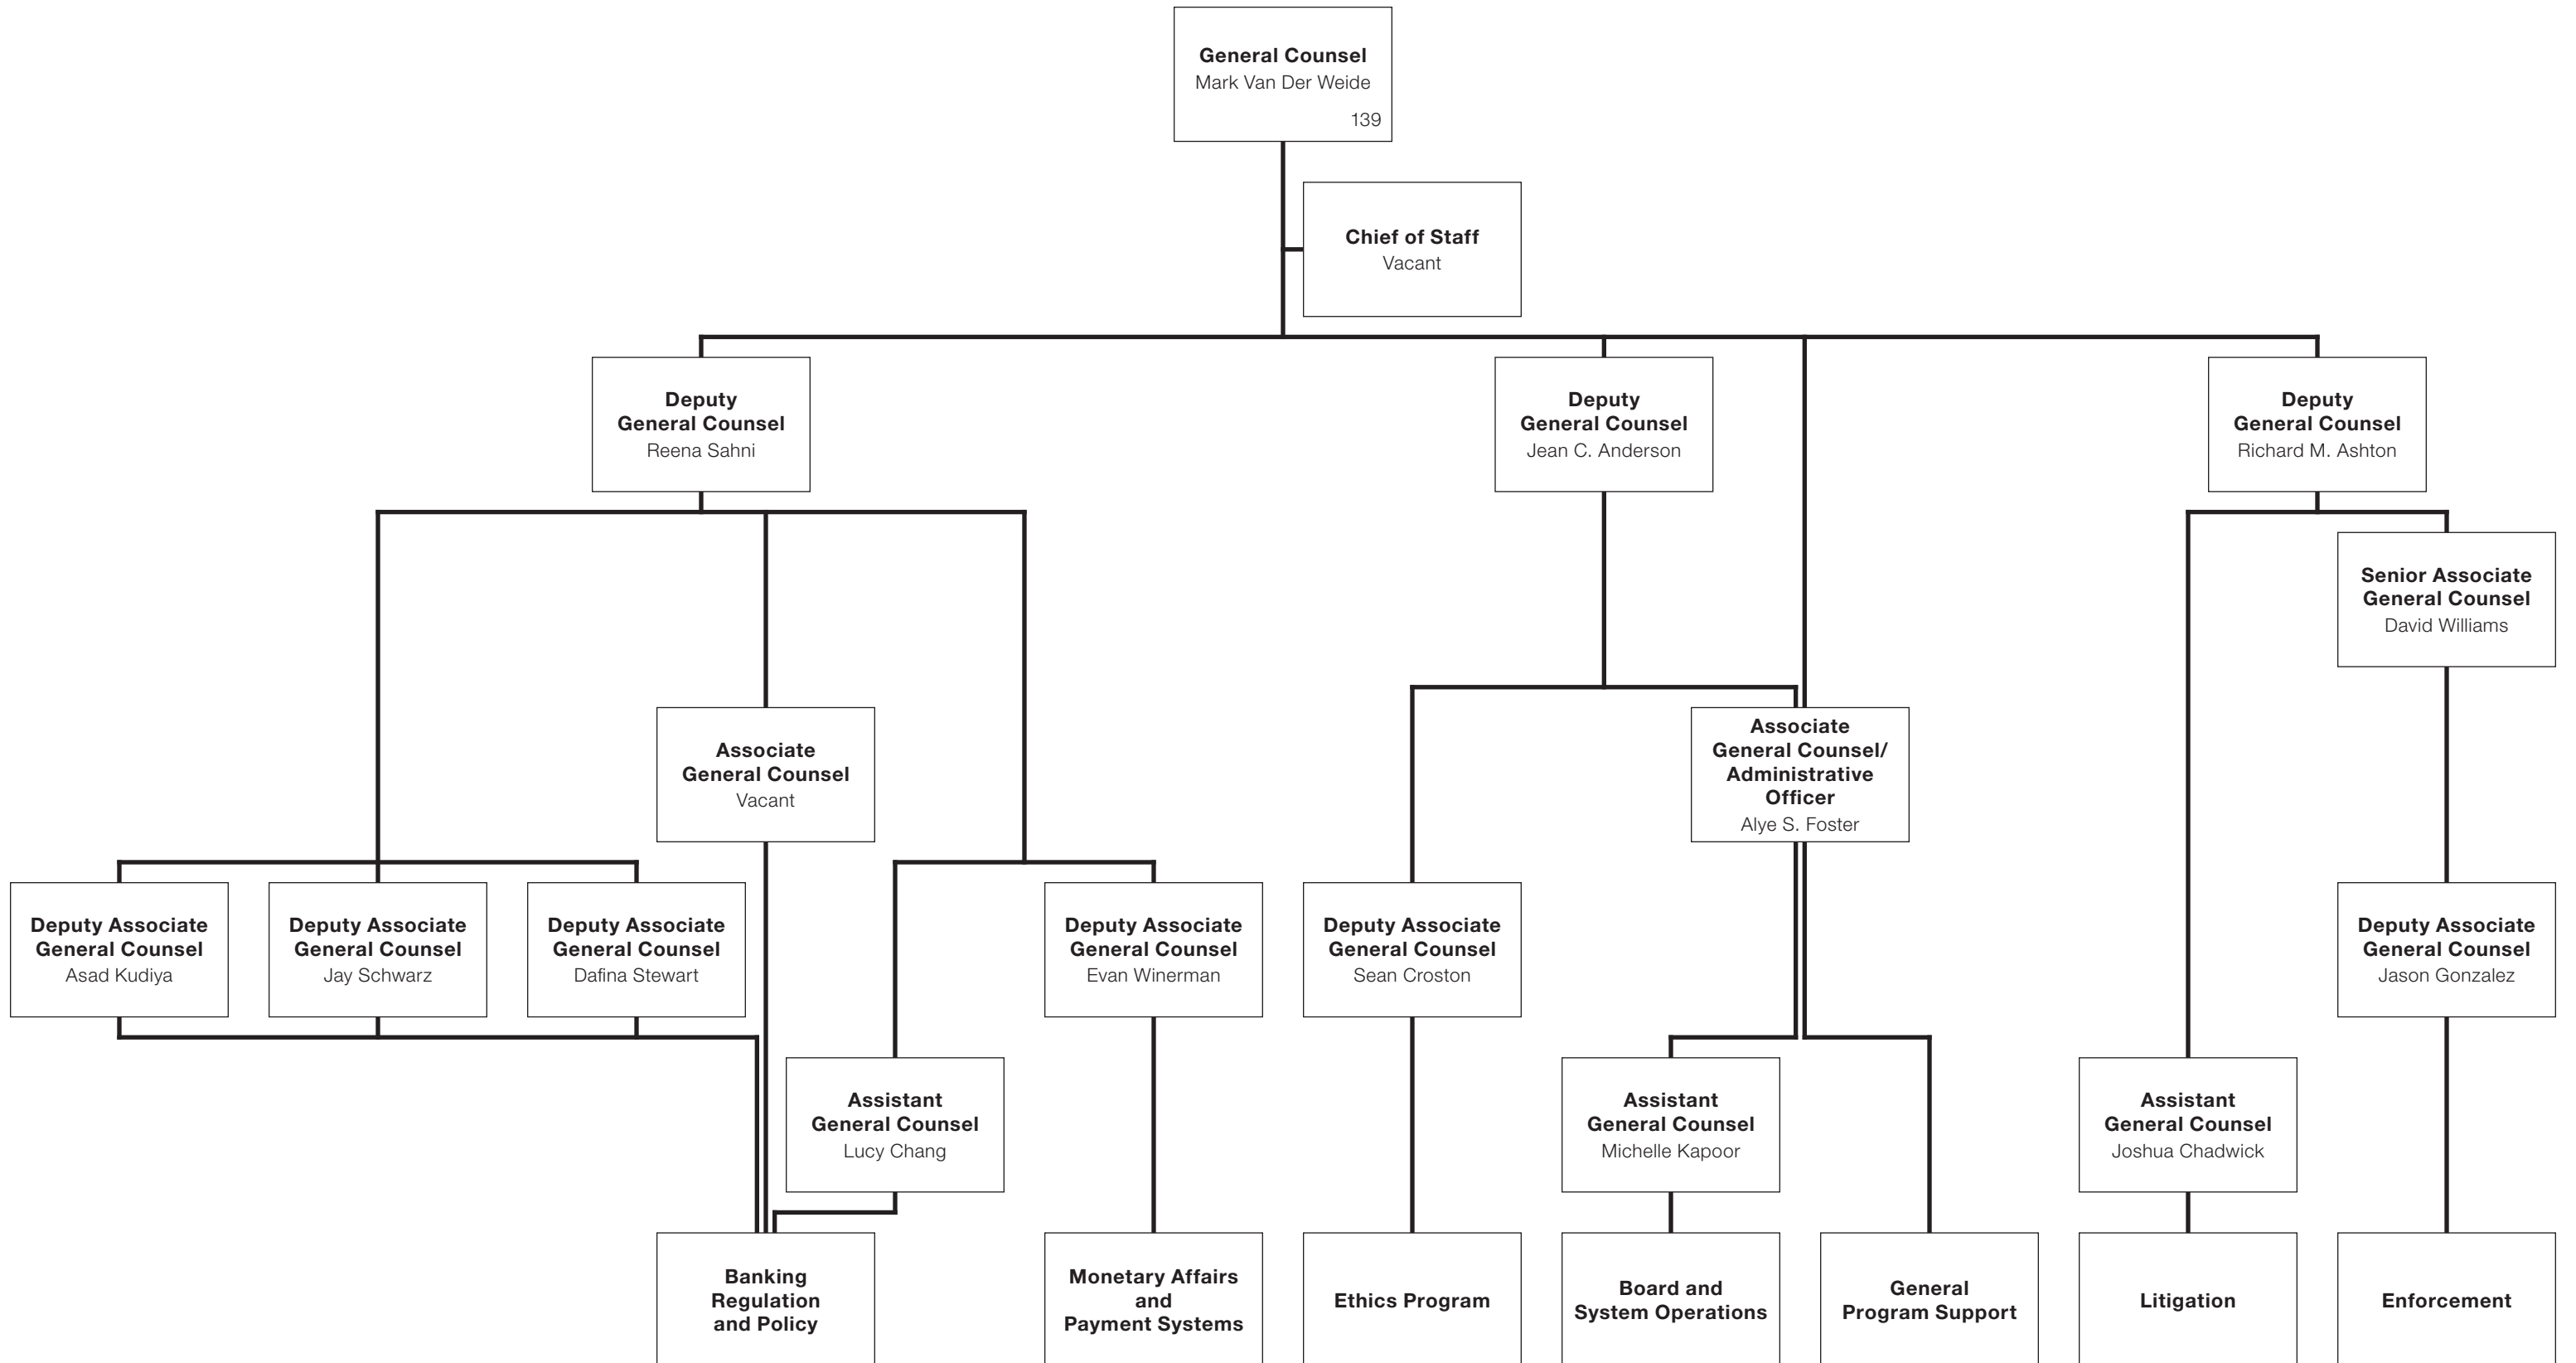 General Counsel
Mark Van Der Weide
139
Chief of Staff
Vacant
Deputy
General Counsel
Reena Sahni
Deputy
General Counsel
Jean C. Anderson
Deputy
General Counsel
Richard M. Ashton
Senior Associate
General Counsel
David Williams
Associate
General Counsel
Vacant
Associate
General Counsel/
Administrative
Officer
Alye S. Foster
Deputy Associate
General Counsel
Asad Kudiya
Deputy Associate
General Counsel
Jay Schwarz
Deputy Associate
General Counsel
Dafina Stewart
Deputy Associate
General Counsel
Evan Winerman
Deputy Associate
General Counsel
Sean Croston
Deputy Associate
General Counsel
Jason Gonzalez
Assistant
General Counsel
Lucy Chang
Assistant
General Counsel
Michelle Kapoor
Assistant
General Counsel
Joshua Chadwick
Banking
Regulation
and Policy
Monetary Affairs
and
Payment Systems
Ethics Program
Board and
System Operations
General
Program Support
Litigation
Enforcement